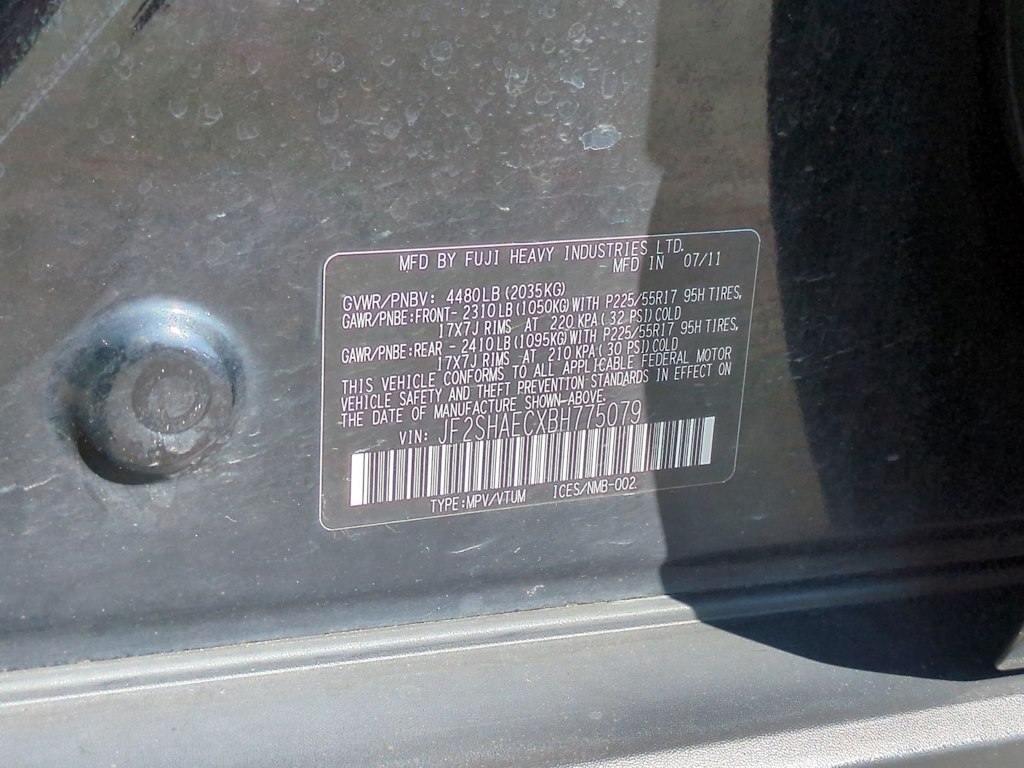 MFD BY FUJI HEAVY INDUSTRIES LTD.
MFD IN 07/11
GVWR/PNBV: 4480LB(2035KG)
GAWR/PNBE:FRONT- 2310LB(1050KG)WITH P225/55R17 95H TIRES,
17X7J RIMS AT 220 KPA(32 PSI)COLD
GAWR/PNBE:REAR - 2410LB(1095KG)WITH P225/55R17 95H TIRES,
17X7J RIMS AT 210 KPA(30 PSI)COLD
THIS VEHICLE CONFORMS TO ALL APPLICABLE FEDERAL MOTOR
VEHICLE SAFETY AND THEFT PREVENTION STANDARDS IN EFFECT ON
THE DATE OF MANUFACTURE SHOWN-ABOVE.
VIN: JF2SHAECXBH775079
TYPE:MPV/VTUM ICES/NMB-002